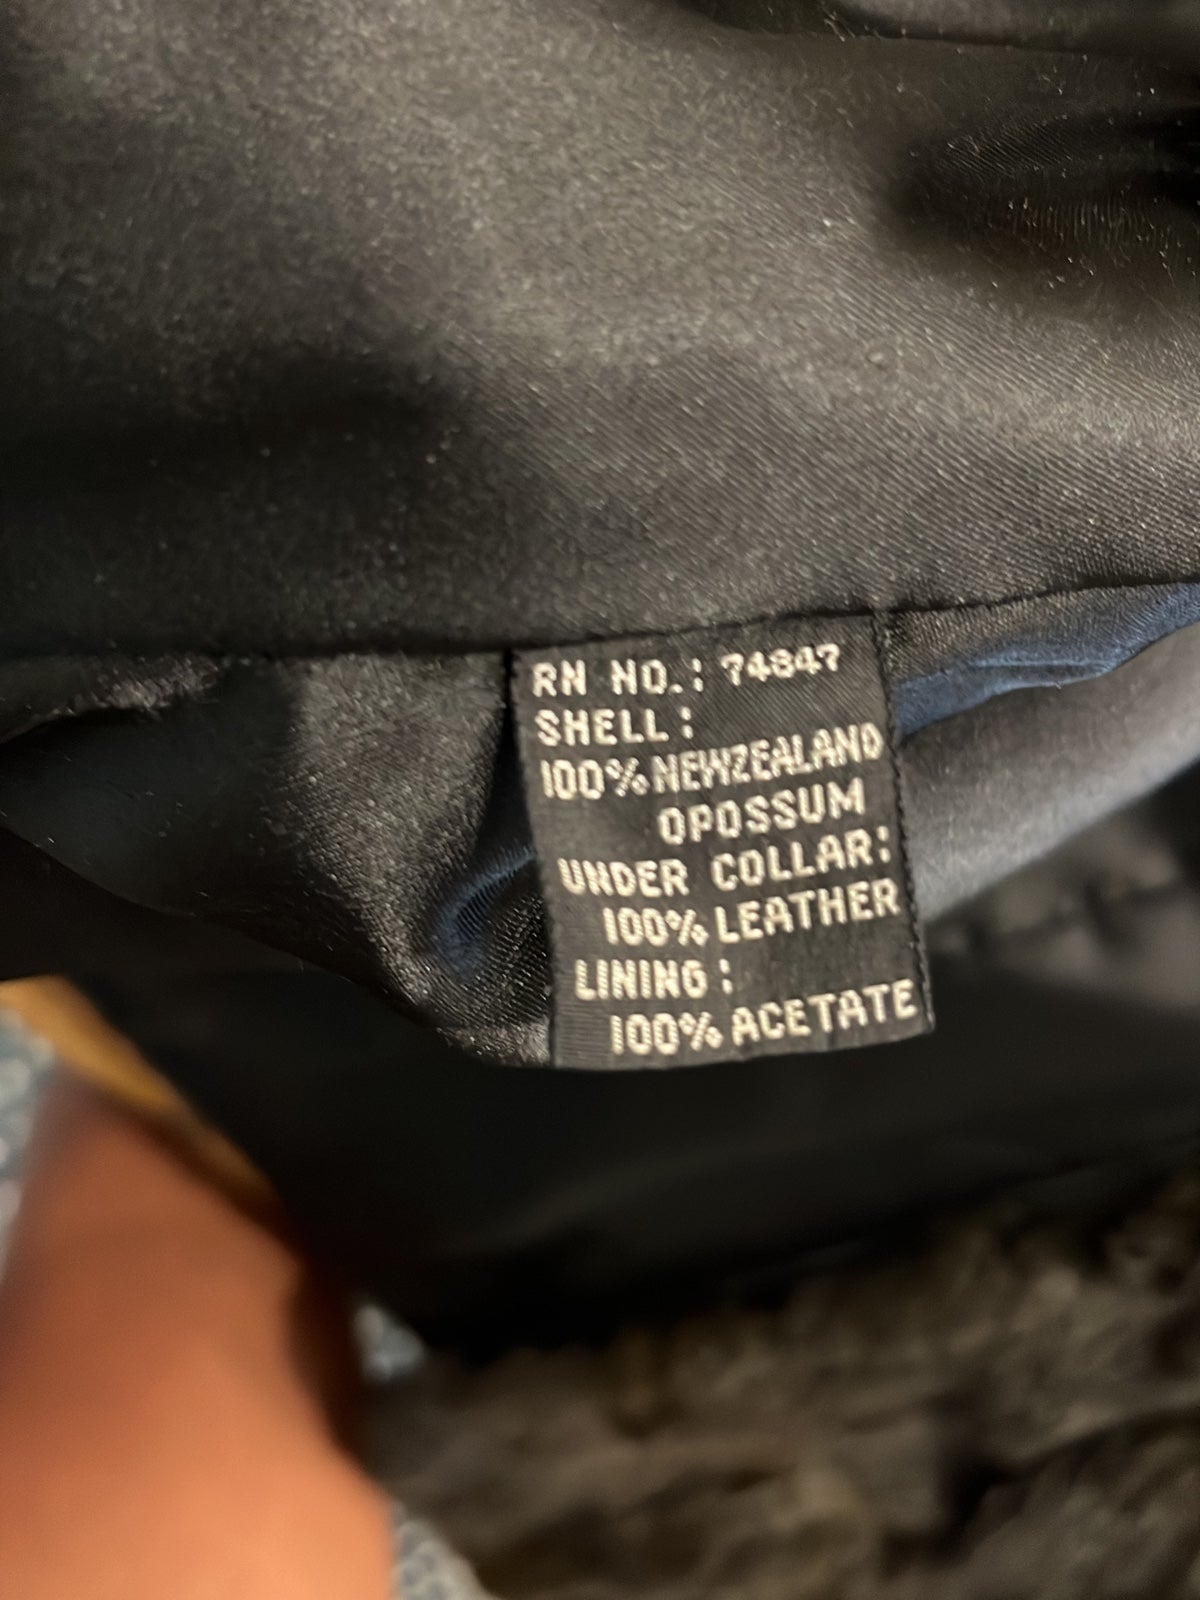 RN NO.: 74847
SHELL:
100% NEWZEALAND
OPOSSUM
UNDER COLLAR:
100% LEATHER
LINING:
100% ACETATE